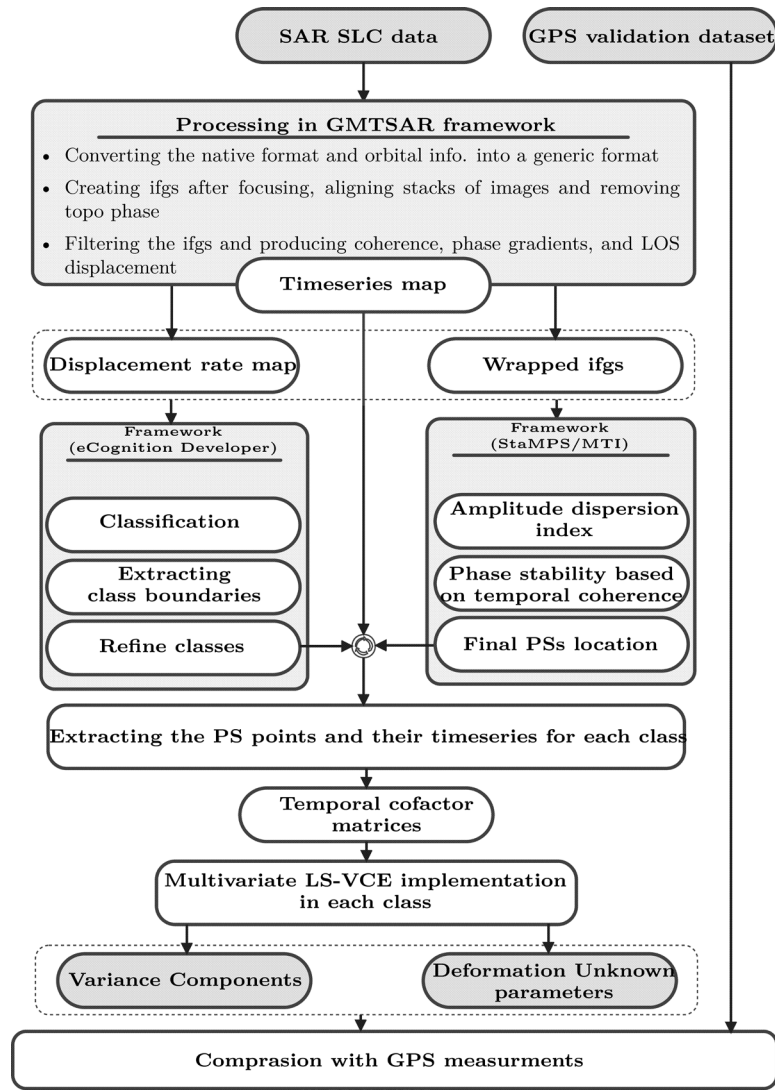 SAR SLC data
GPS validation dataset
Processing in GMTSAR framework
• Converting the native format and orbital info. into a generic format
• Creating ifgs after focusing, aligning stacks of images and removing
topo phase
• Filtering the ifgs and producing coherence, phase gradients, and LOS
displacement
Timeseries map
Displacement rate map
Wrapped ifgs
Framework
(eCognition Developer)
Classification
Extracting
class boundaries
Refine classes
Framework
(StaMPS/MTI)
Amplitude dispersion
index
Phase stability based
on temporal coherence
Final PSs location
Extracting the PS points and their timeseries for each class
Temporal cofactor
matrices
Multivariate LS-VCE implementation
in each class
Variance Components
Deformation Unknown
parameters
Comprasion with GPS measurments